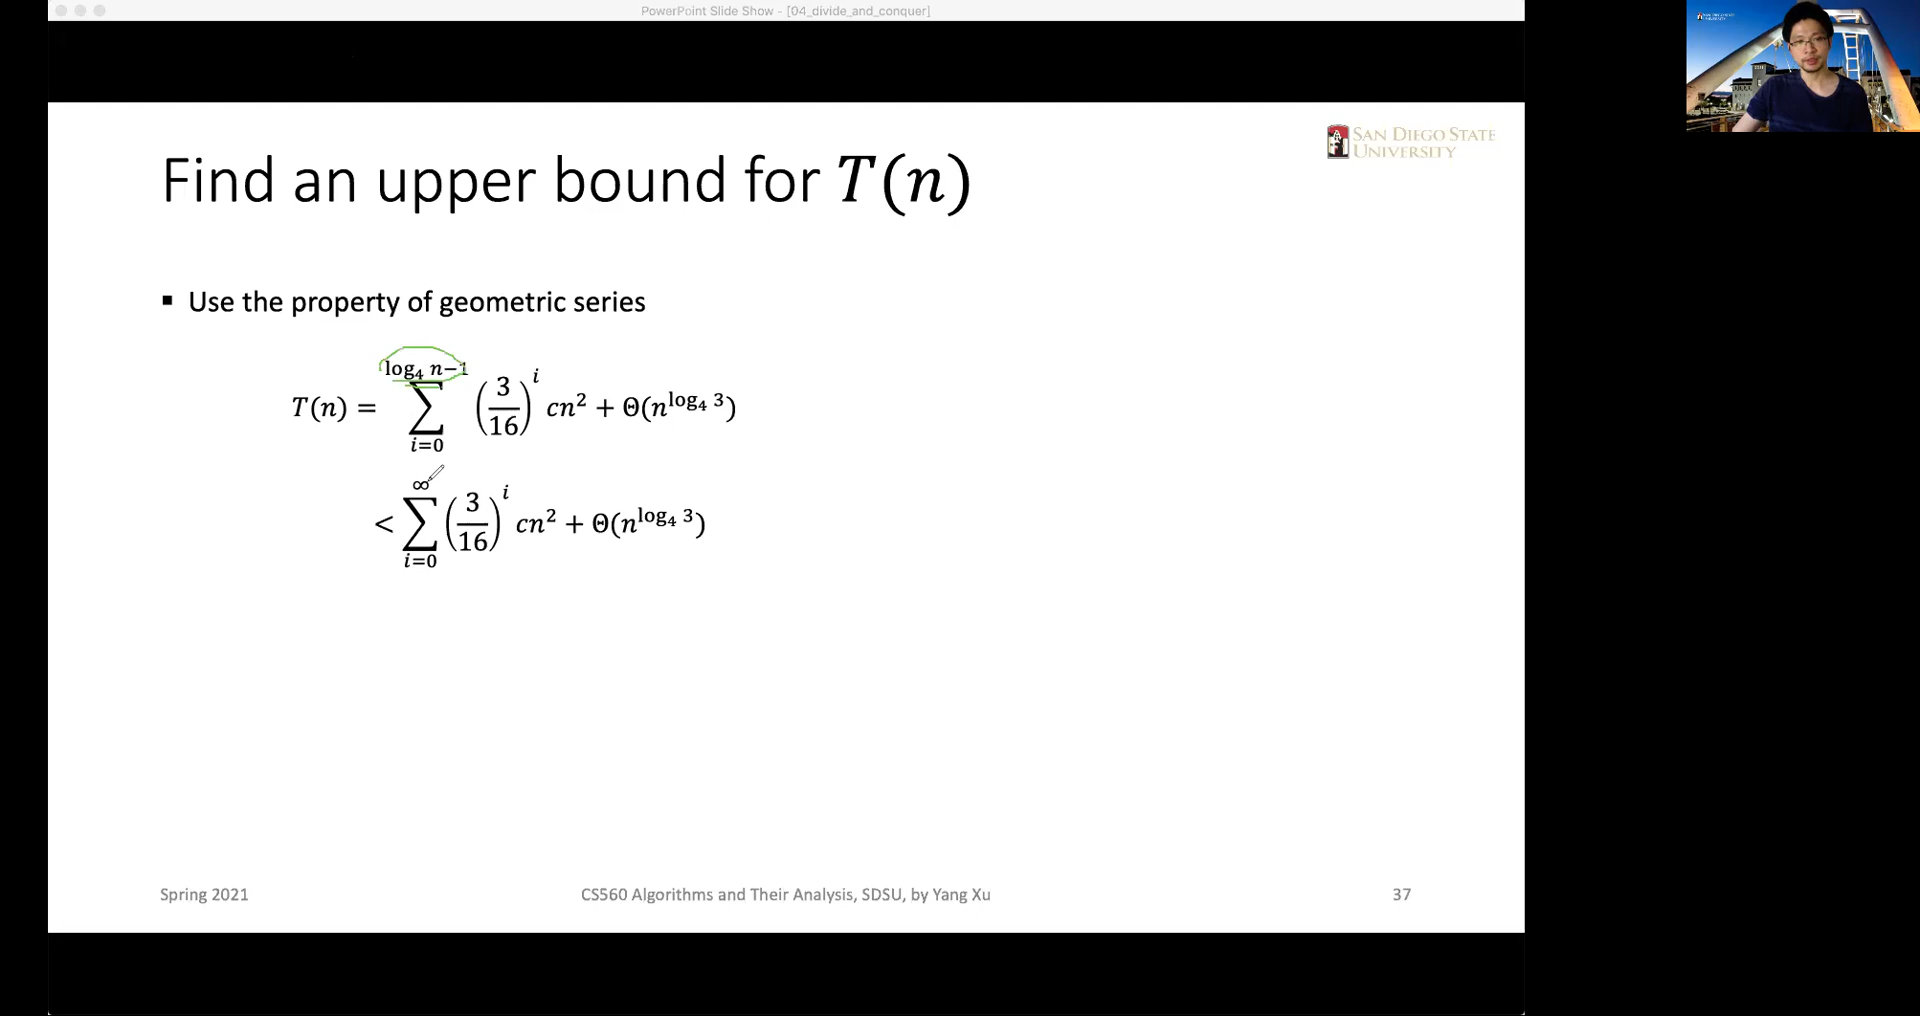 PowerPoint Slide Show - [04_divide_and_conquer]
SAN DIEGO STATE
UNIVERSITY
Find an upper bound for T(n)
▪ Use the property of geometric series
T(n) = ∑_{i=0}^{log₄ n−1} (3/16)^i cn² + Θ(n^{log₄ 3})
< ∑_{i=0}^{∞} (3/16)^i cn² + Θ(n^{log₄ 3})
Spring 2021
CS560 Algorithms and Their Analysis, SDSU, by Yang Xu
37